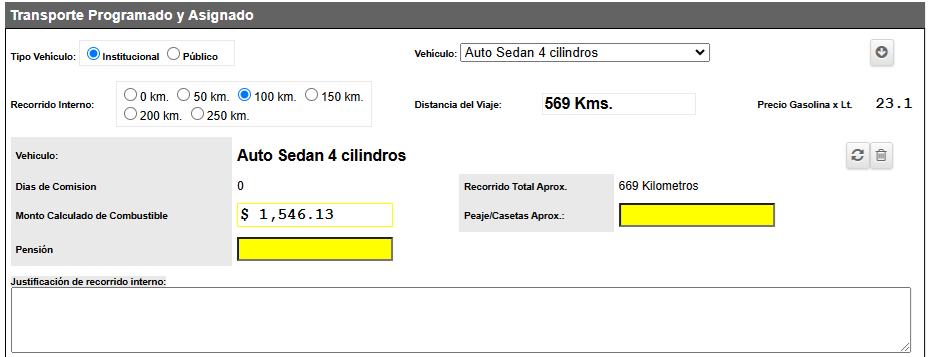 Transporte Programado y Asignado
Tipo Vehículo: Institucional Público Vehículo: Auto Sedan 4 cilindros
Recorrido Interno: 0 km. 50 km. 100 km. 150 km. Distancia del Viaje: 569 Kms. Precio Gasolina x Lt. 23.1
200 km. 250 km.
Vehiculo: Auto Sedan 4 cilindros
Dias de Comision 0 Recorrido Total Aprox. 669 Kilometros
Monto Calculado de Combustible $ 1,546.13 Peaje/Casetas Aprox.:
Pensión
Justificación de recorrido interno: